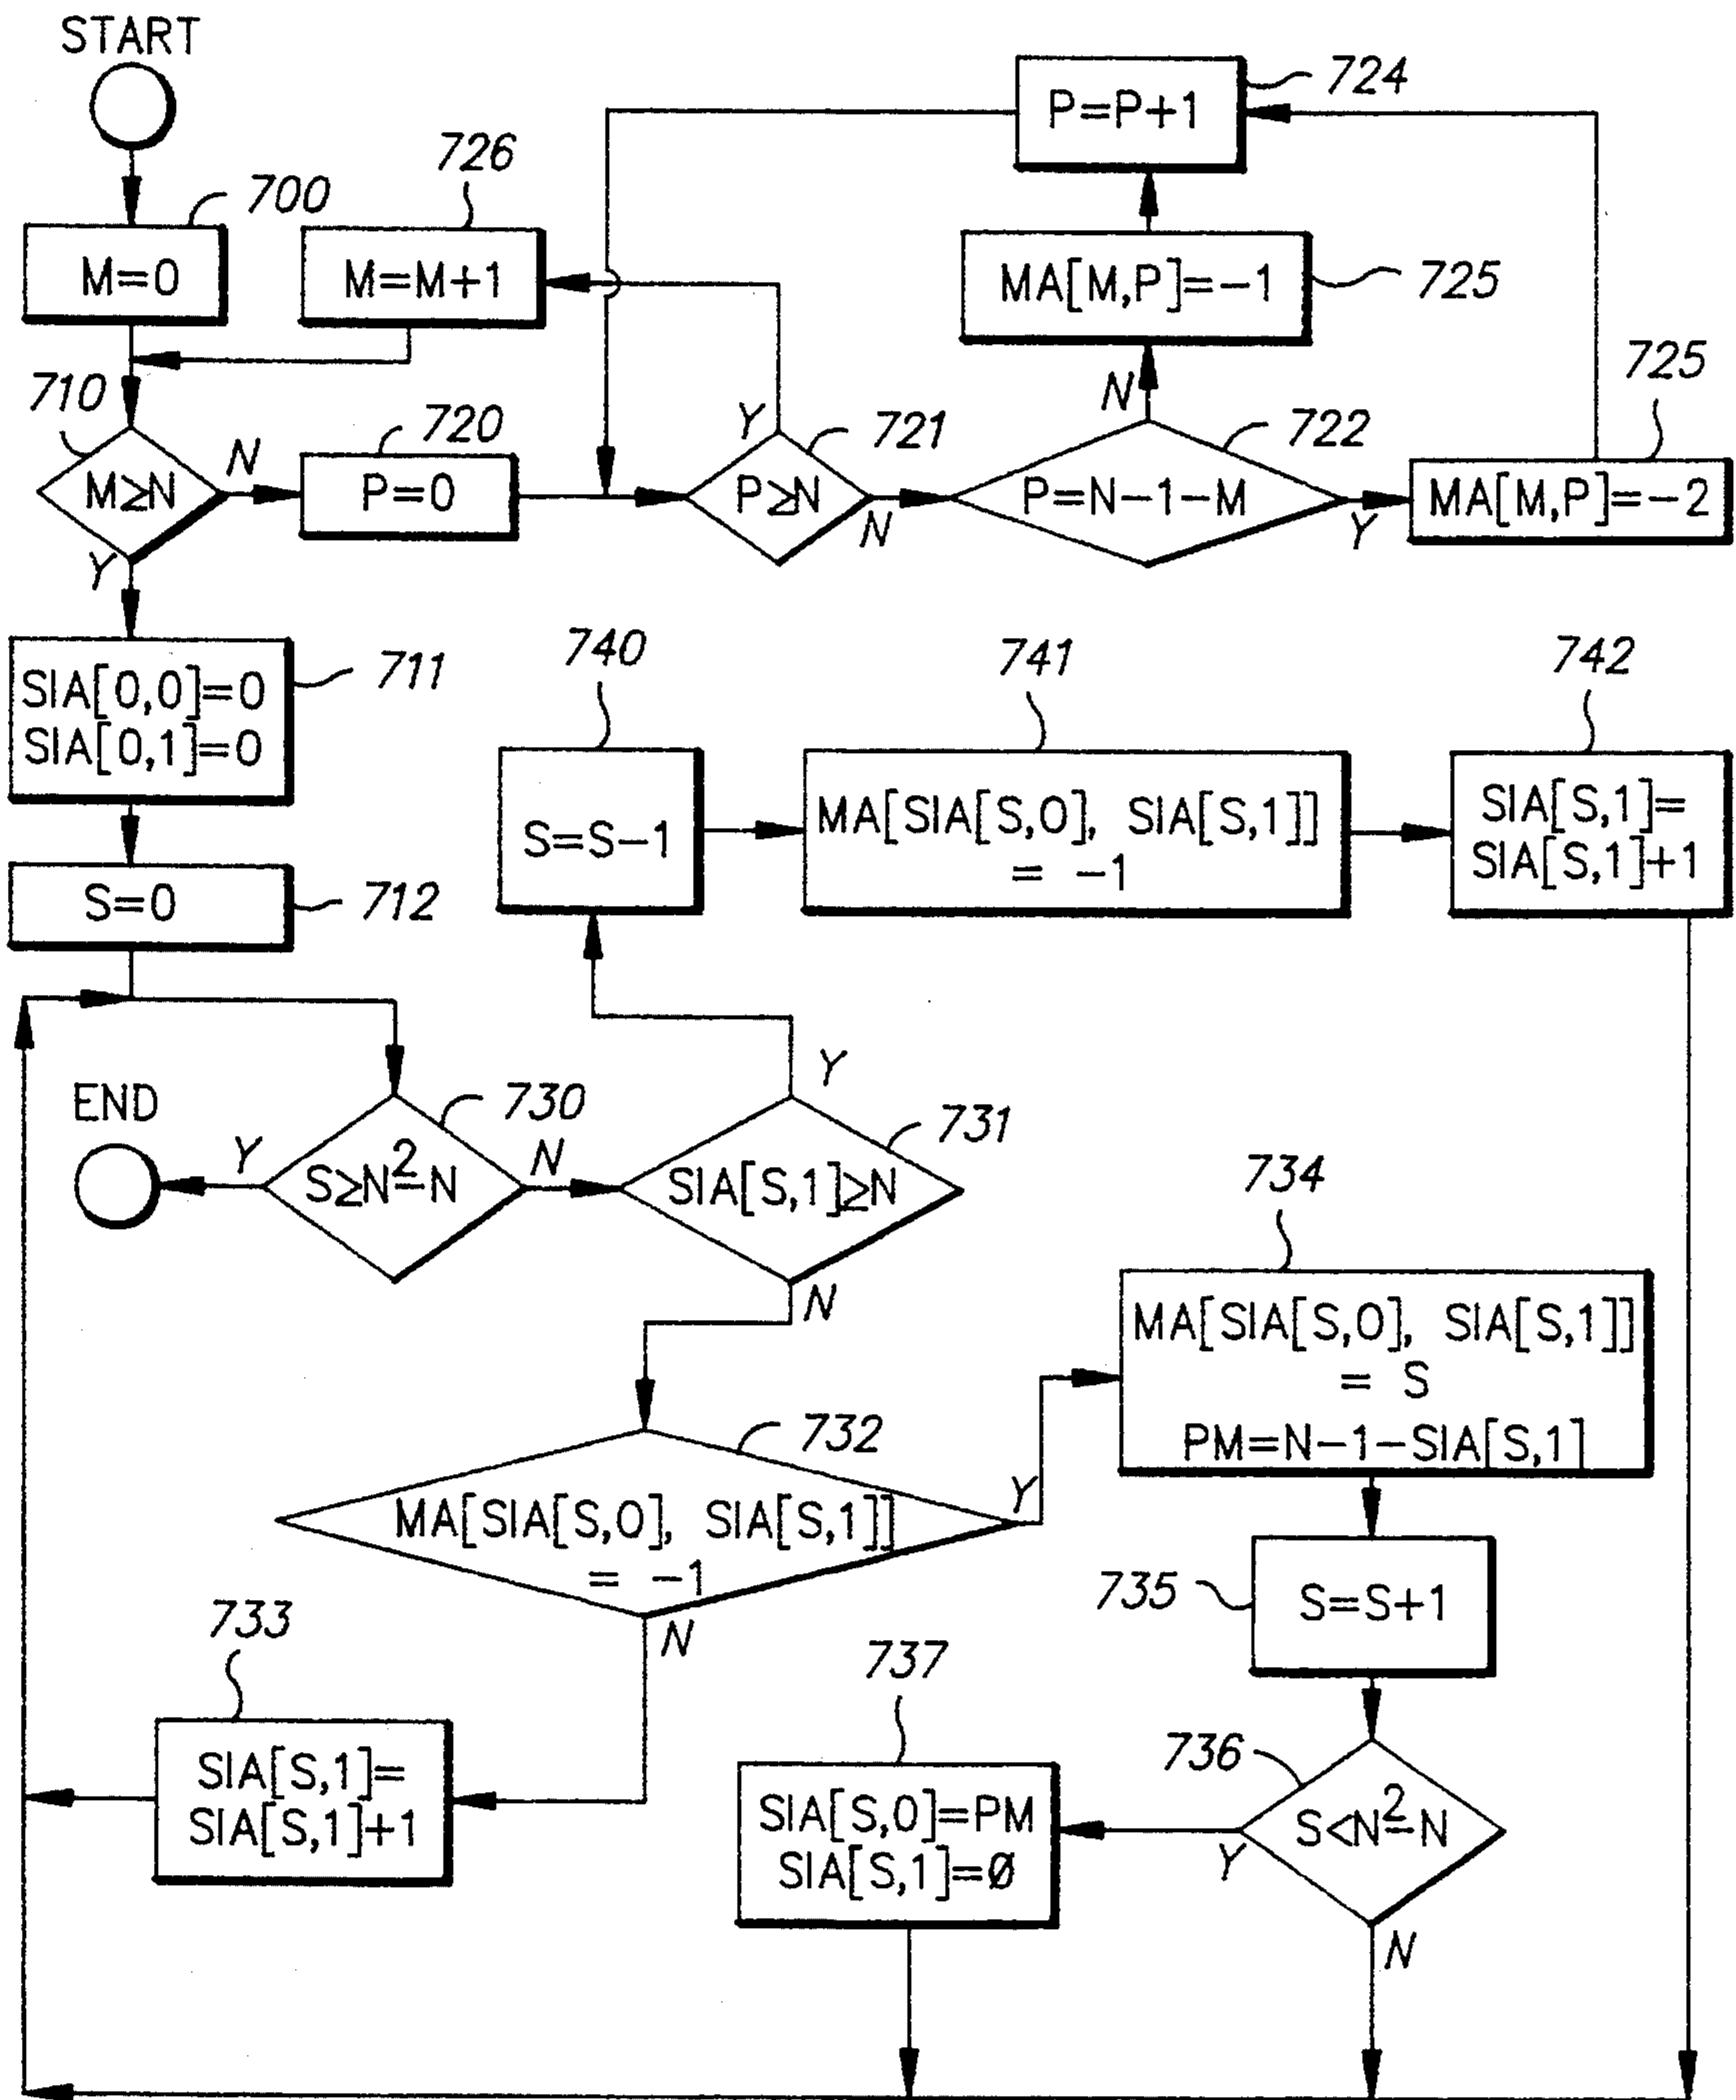 START
724
P=P+1
726
700
M=0
M=M+1
MA[M,P]=-1
725
725
710
M≥N
N
Y
720
P=0
Y
721
P≥N
N
N
722
P=N-1-M
Y
MA[M,P]=-2
SIA[0,0]=0
SIA[0,1]=0
711
740
741
742
S=S-1
MA[SIA[S,0], SIA[S,1]]
= -1
SIA[S,1]=
SIA[S,1]+1
S=0
712
END
Y
730
S≥N²-N
N
Y
731
SIA[S,1]≥N
N
734
MA[SIA[S,0], SIA[S,1]]
= S
PM=N-1-SIA[S,1]
732
MA[SIA[S,0], SIA[S,1]]
= -1
Y
N
735
S=S+1
733
SIA[S,1]=
SIA[S,1]+1
737
SIA[S,0]=PM
SIA[S,1]=Ø
736
S<N²-N
Y
N